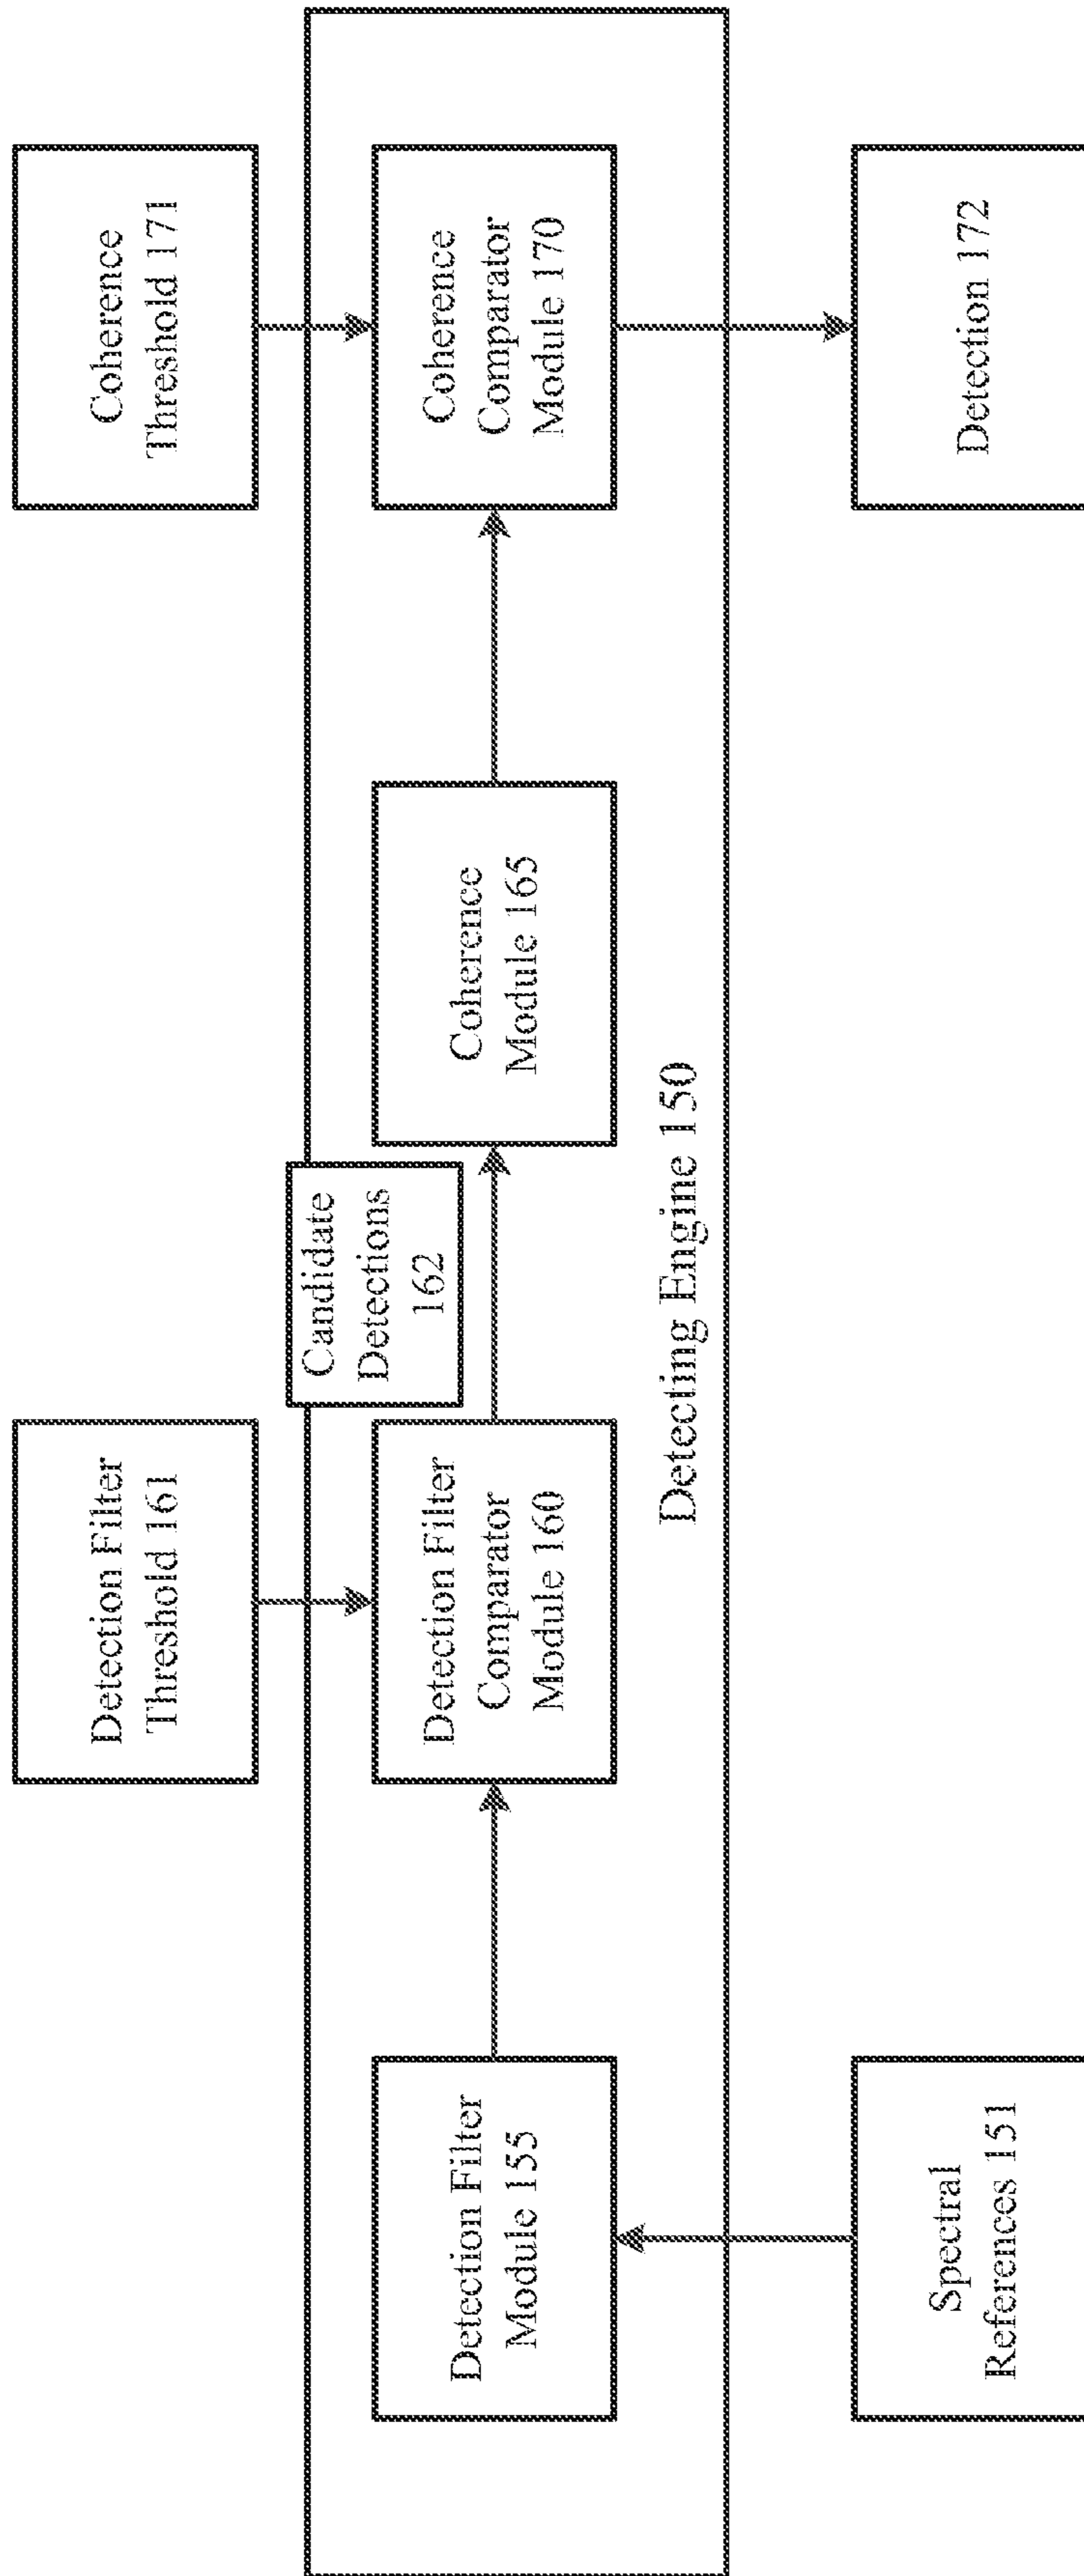 Detection Filter
Threshold 161
Coherence
Threshold 171
Candidate
Detections
162
Detection Filter
Module 155
Detection Filter
Comparator
Module 160
Coherence
Module 165
Coherence
Comparator
Module 170
Detecting Engine 150
Spectral
References 151
Detection 172